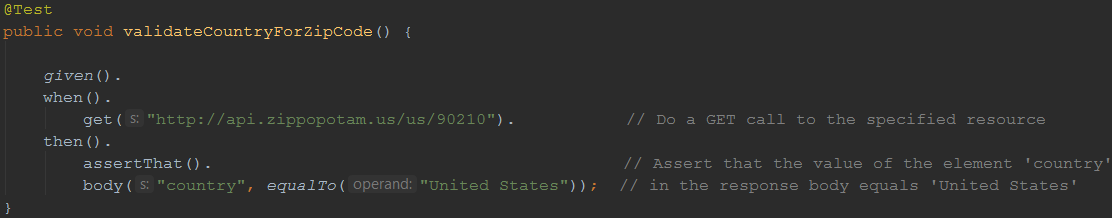 @Test
public void validateCountryForZipCode() {
given().
when().
get( s: "http://api.zippopotam.us/us/90210"). // Do a GET call to the specified resource
then().
assertThat(). // Assert that the value of the element 'country'
body( s: "country", equalTo( operand: "United States")); // in the response body equals 'United States'
}